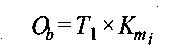 O_b = T_1 × K_{m_i}